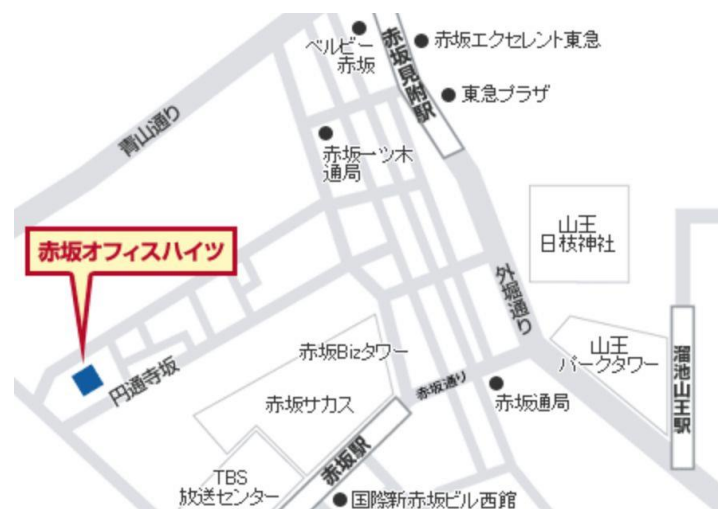 ベルビー
赤坂
赤坂見附駅
赤坂エクセレント東急
東急プラザ
青山通り
赤坂一ツ木
通局
山王
日枝神社
赤坂オフィスハイツ
外堀通り
円通寺坂
赤坂Bizタワー
山王
パークタワー
溜池山王駅
赤坂通り
赤坂サカス
赤坂通局
赤坂駅
TBS
放送センター
国際新赤坂ビル西館